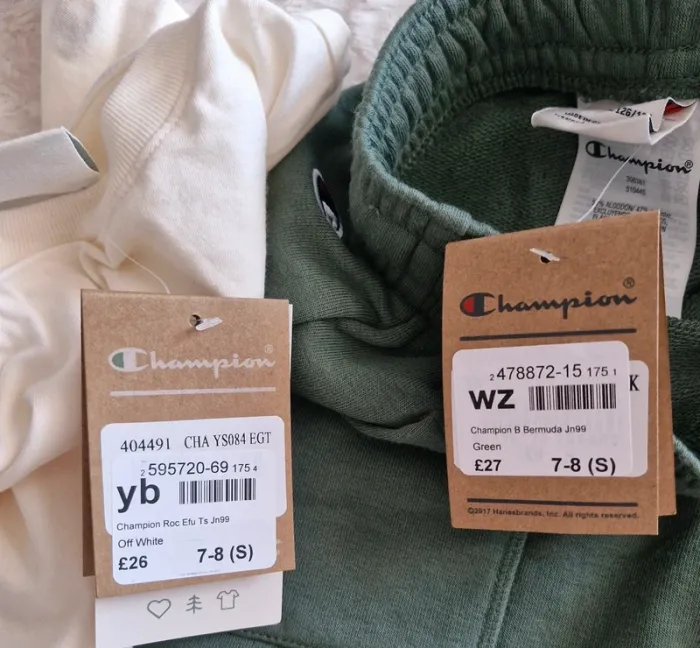 Champion®
404491 CHA YS084 EGT
2 595720-69 175 4
yb
Champion Roc Efu Ts Jn99
Off White
£26 7-8 (S)
Champion®
Champion®
2 478872-15 175 1
WZ
K
Champion B Bermuda Jn99
Green
£27 7-8 (S)
©2017 Hanesbrands, Inc. All rights reserved.